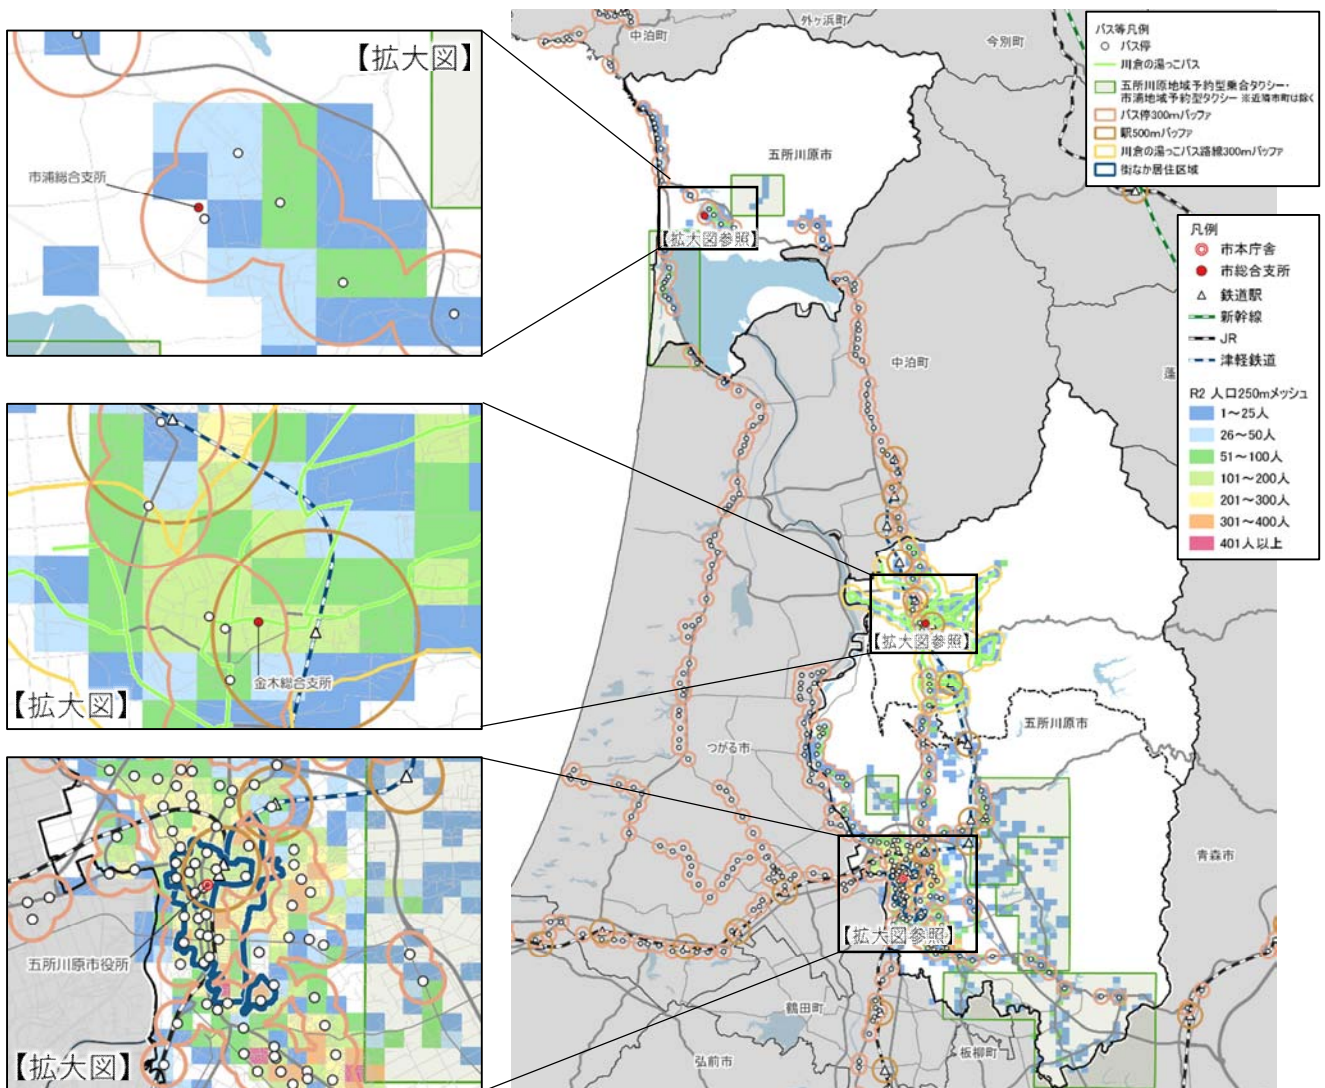 【拡大図】
市浦総合支所
【拡大図】
金木総合支所
【拡大図】
五所川原市役所
中泊町
外ヶ浜町
今別町
五所川原市
【拡大図参照】
中泊町
【拡大図参照】
五所川原市
つがる市
青森市
【拡大図参照】
鶴田町
板柳町
弘前市
バス等凡例
バス停
川倉の湯っこバス
五所川原地域予約型乗合タクシー・
市浦地域予約型タクシー ※近隣市町は除く
バス停300mバッファ
駅500mバッファ
川倉の湯っこバス路線300mバッファ
街なか居住区域
凡例
市本庁舎
市総合支所
鉄道駅
新幹線
JR
津軽鉄道
R2 人口250mメッシュ
1～25人
26～50人
51～100人
101～200人
201～300人
301～400人
401人以上